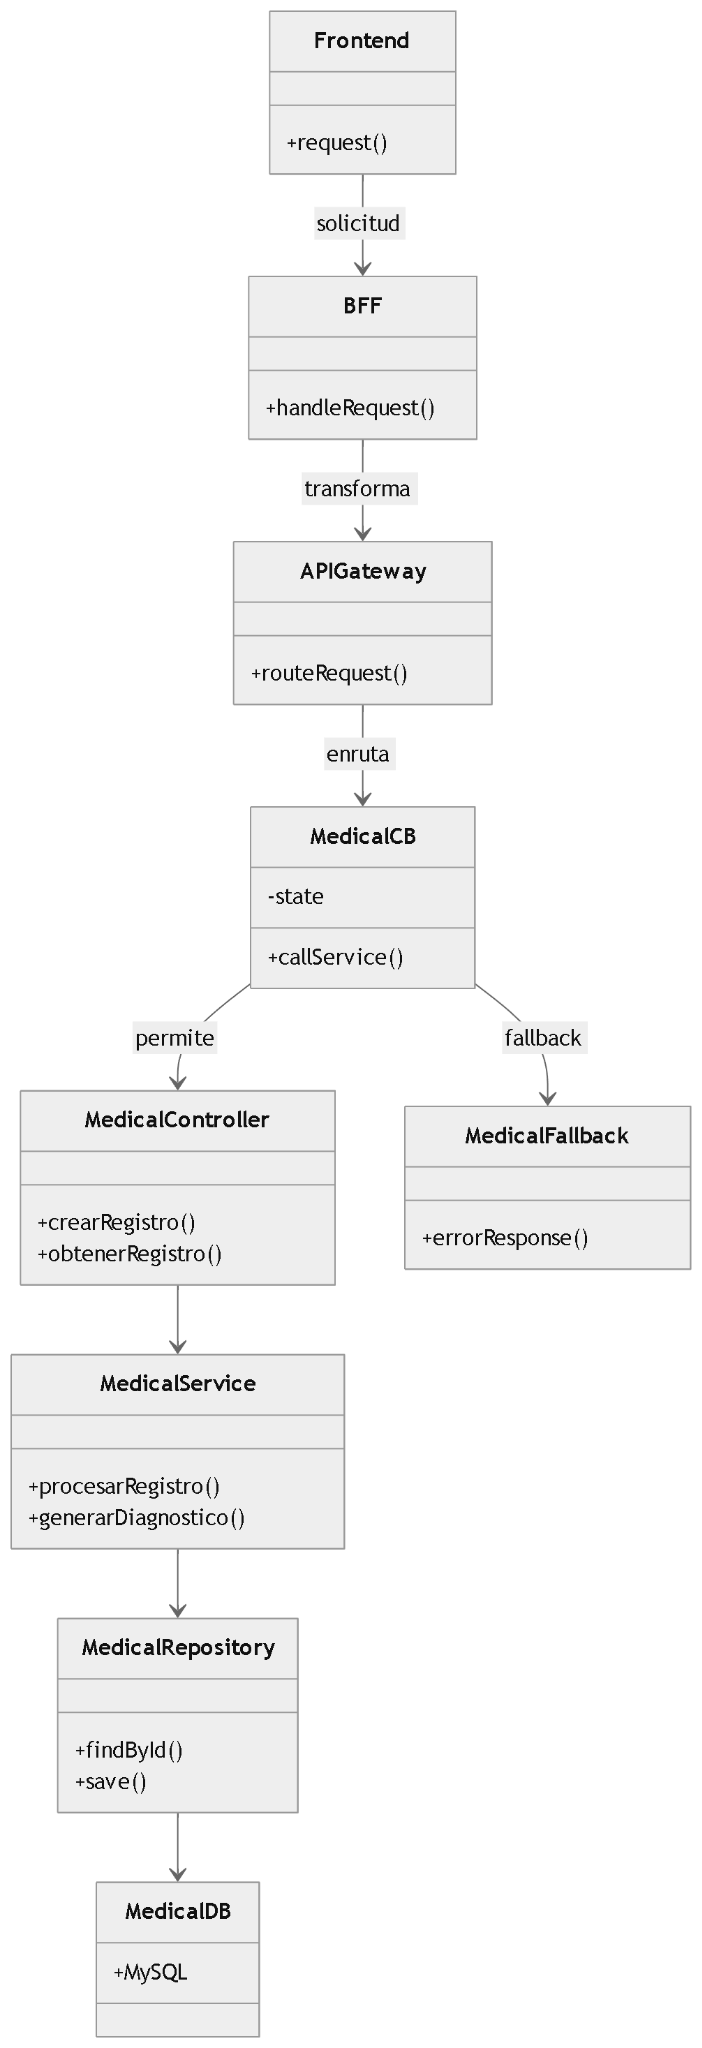 Frontend
+request()
solicitud
BFF
+handleRequest()
transforma
APIGateway
+routeRequest()
enruta
MedicalCB
-state
+callService()
permite
fallback
MedicalController
+crearRegistro()
+obtenerRegistro()
MedicalFallback
+errorResponse()
MedicalService
+procesarRegistro()
+generarDiagnostico()
MedicalRepository
+findById()
+save()
MedicalDB
+MySQL